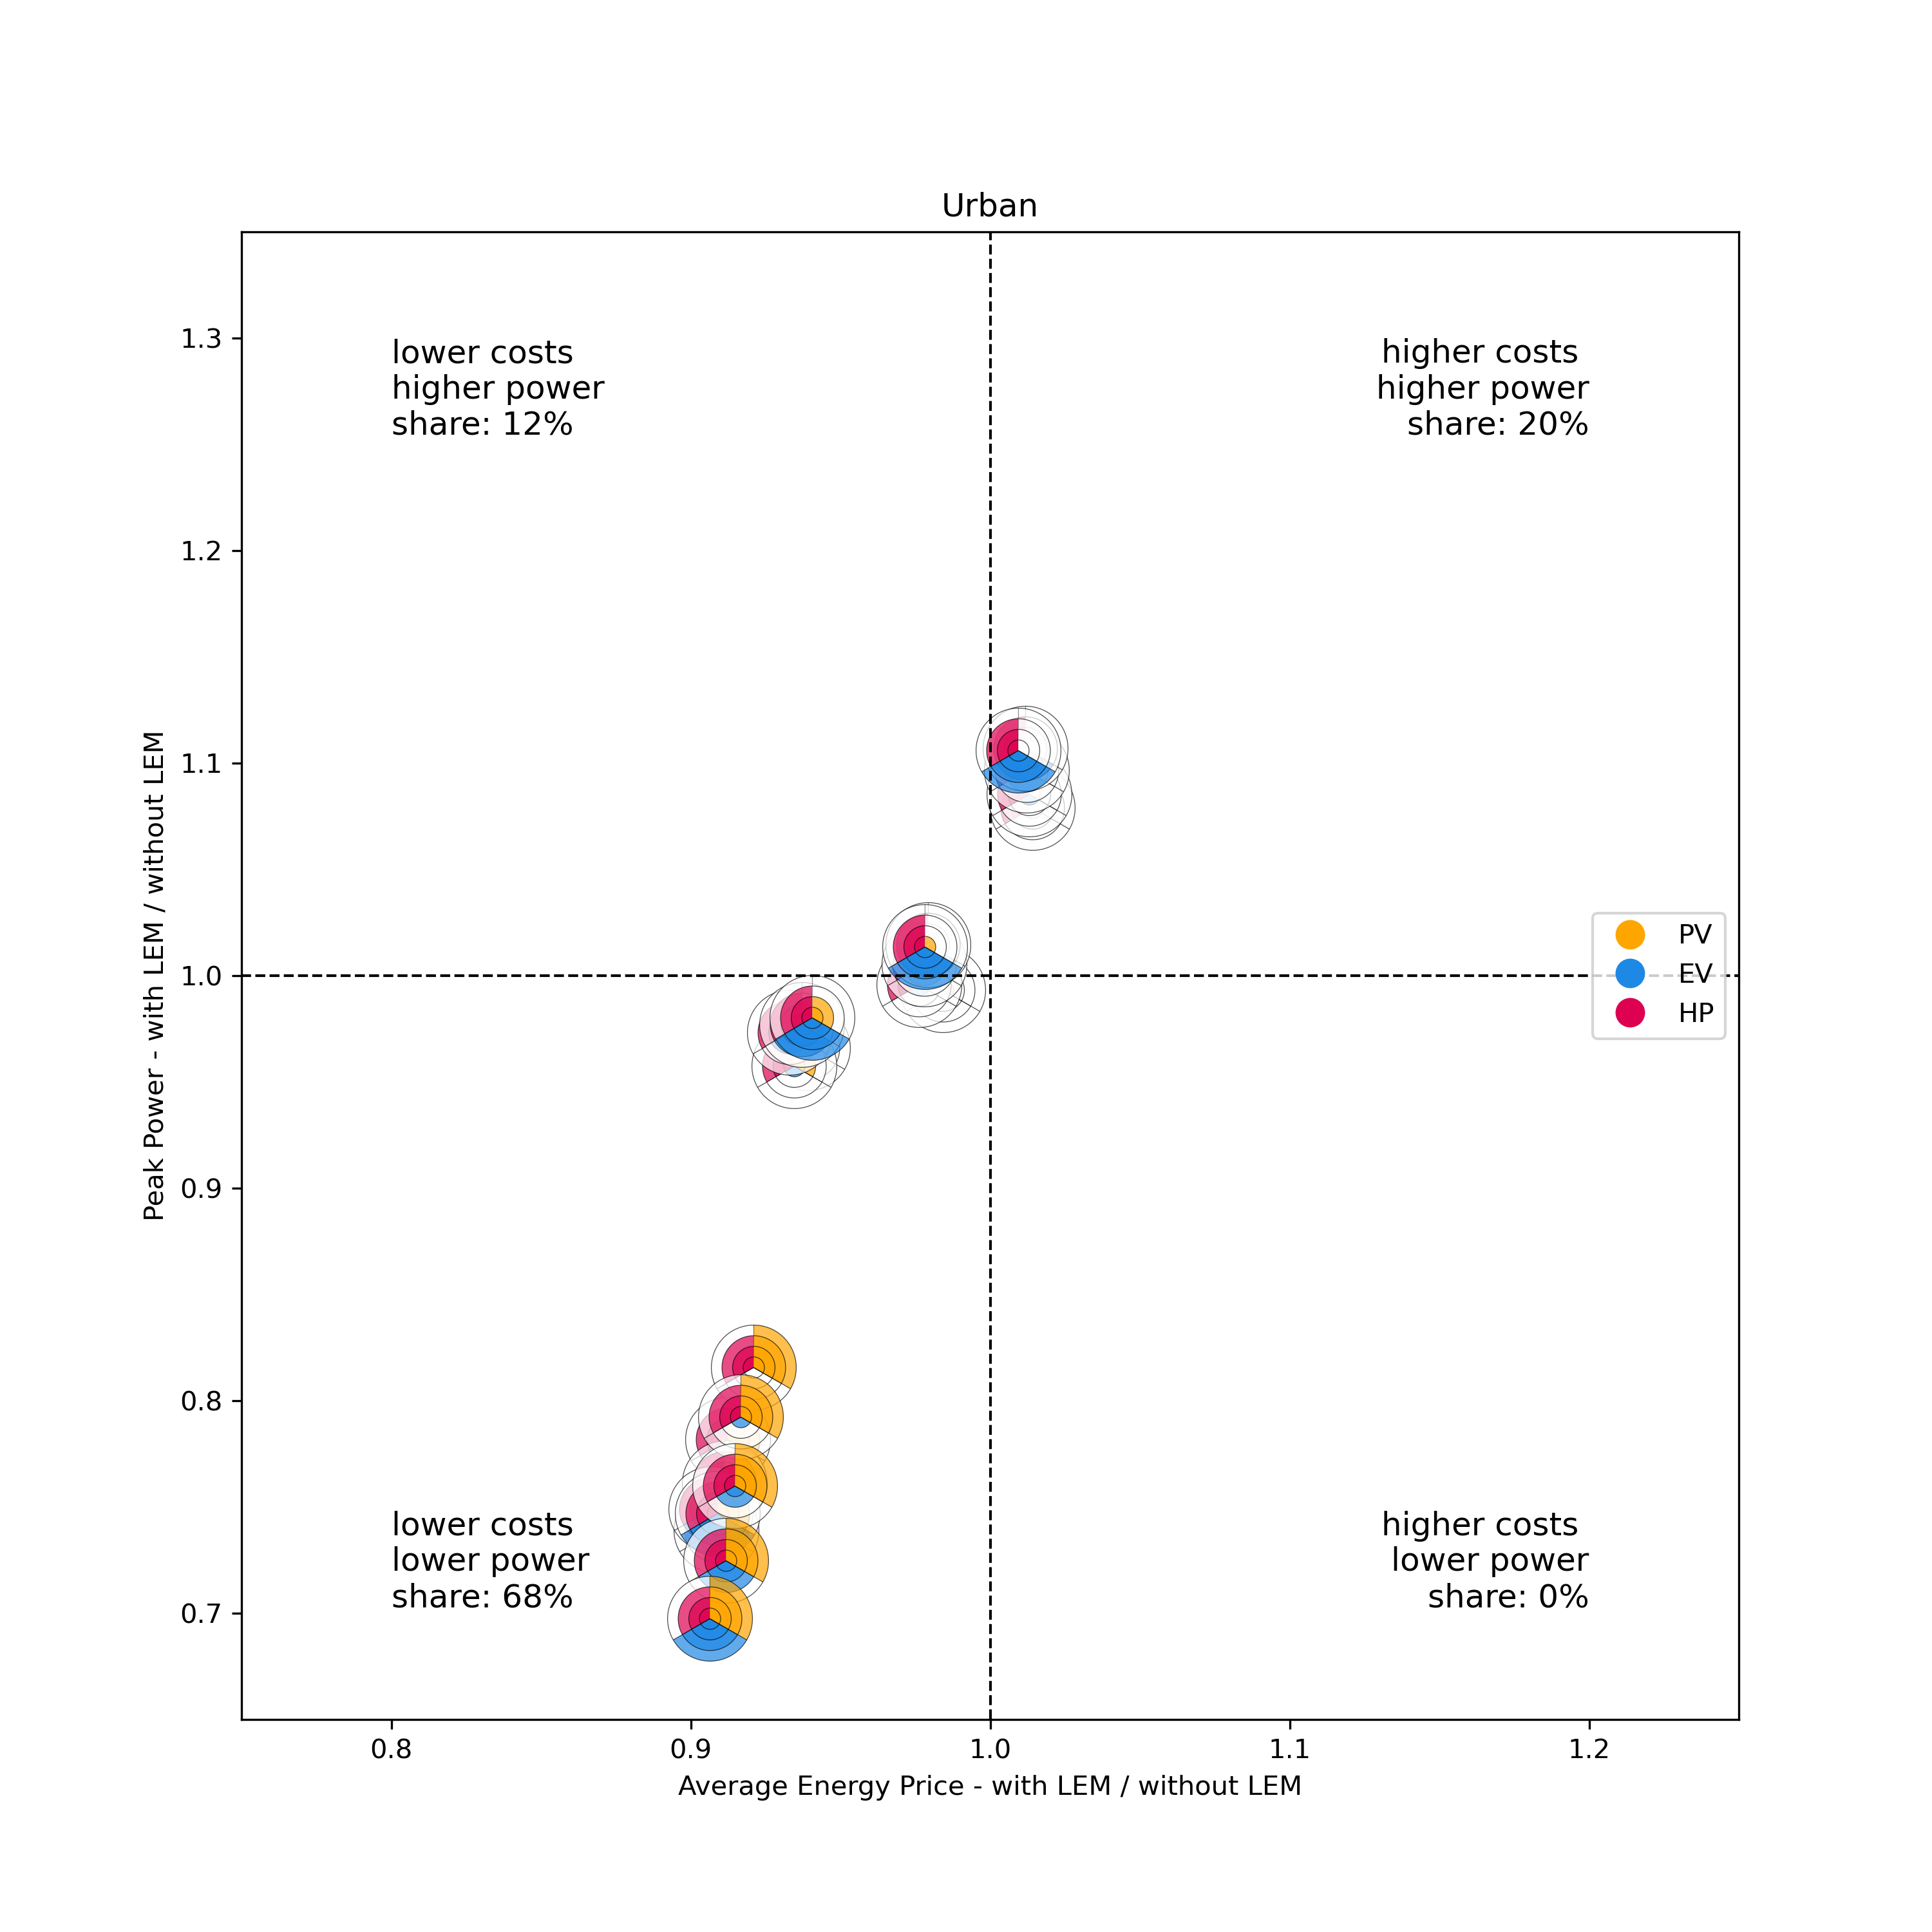 Urban
lower costs
higher power
share: 12%
higher costs
higher power
share: 20%
1.3
1.2
1.1
1.0
0.9
0.8
0.7
Peak Power - with LEM / without LEM
PV
EV
HP
lower costs
lower power
share: 68%
higher costs
lower power
share: 0%
0.8
0.9
1.0
1.1
1.2
Average Energy Price - with LEM / without LEM